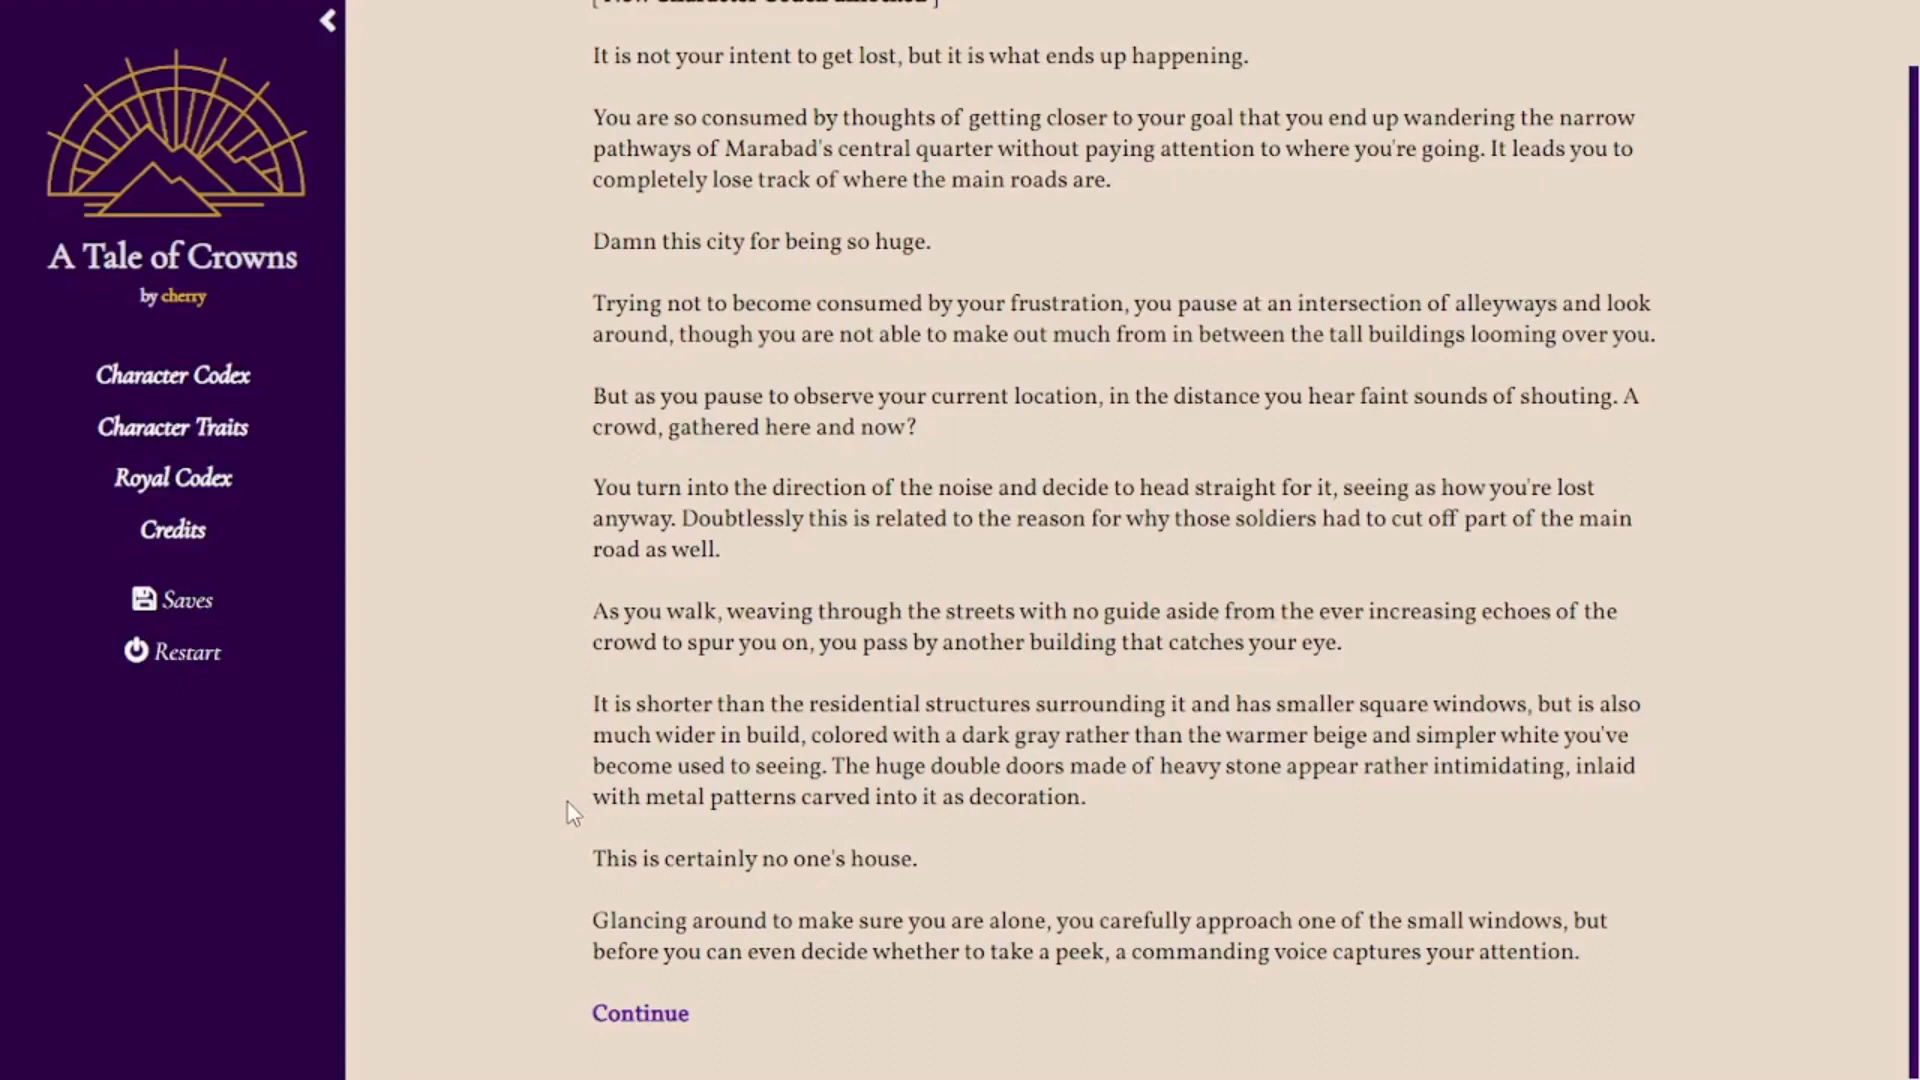 A Tale of Crowns
by cherry
Character Codex
Character Traits
Royal Codex
Credits
Saves
Restart
[ New Character Codex unlocked ]
It is not your intent to get lost, but it is what ends up happening.
You are so consumed by thoughts of getting closer to your goal that you end up wandering the narrow
pathways of Marabad's central quarter without paying attention to where you're going. It leads you to
completely lose track of where the main roads are.
Damn this city for being so huge.
Trying not to become consumed by your frustration, you pause at an intersection of alleyways and look
around, though you are not able to make out much from in between the tall buildings looming over you.
But as you pause to observe your current location, in the distance you hear faint sounds of shouting. A
crowd, gathered here and now?
You turn into the direction of the noise and decide to head straight for it, seeing as how you're lost
anyway. Doubtlessly this is related to the reason for why those soldiers had to cut off part of the main
road as well.
As you walk, weaving through the streets with no guide aside from the ever increasing echoes of the
crowd to spur you on, you pass by another building that catches your eye.
It is shorter than the residential structures surrounding it and has smaller square windows, but is also
much wider in build, colored with a dark gray rather than the warmer beige and simpler white you've
become used to seeing. The huge double doors made of heavy stone appear rather intimidating, inlaid
with metal patterns carved into it as decoration.
This is certainly no one's house.
Glancing around to make sure you are alone, you carefully approach one of the small windows, but
before you can even decide whether to take a peek, a commanding voice captures your attention.
Continue